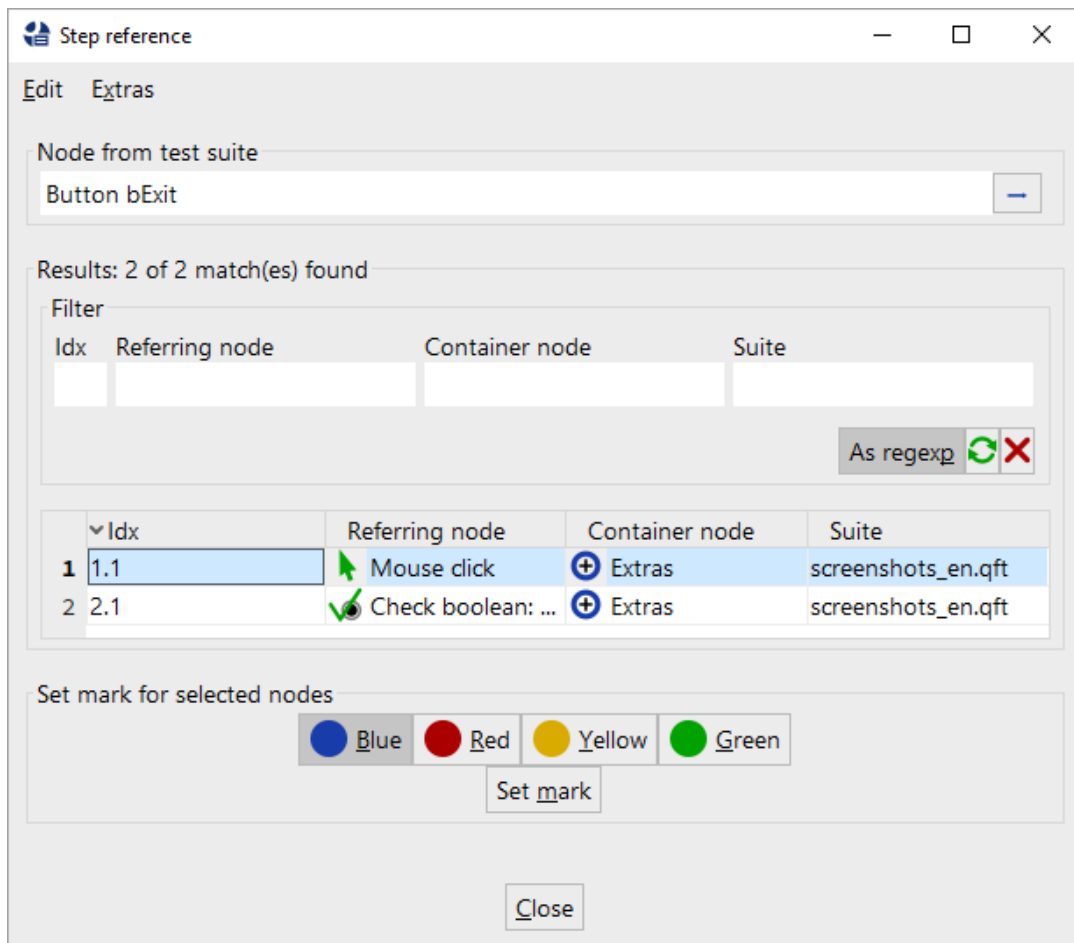 Step reference
Edit Extras
Node from test suite
Button bExit
Results: 2 of 2 match(es) found
Filter
Idx Referring node Container node Suite
As regexp
Idx Referring node Container node Suite
1 1.1 Mouse click Extras screenshots_en.qft
2 2.1 Check boolean: ... Extras screenshots_en.qft
Set mark for selected nodes
Blue Red Yellow Green
Set mark
Close